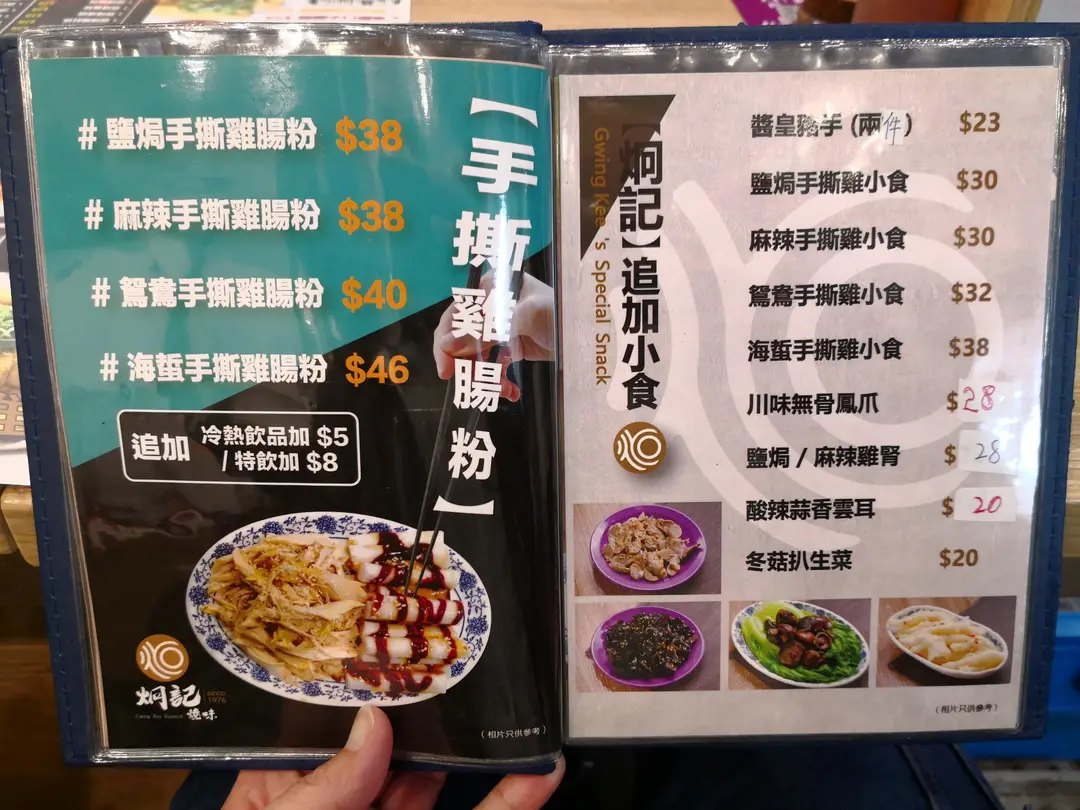 # 鹽焗手撕雞腸粉 $38
# 麻辣手撕雞腸粉 $38
# 鴛鴦手撕雞腸粉 $40
# 海蜇手撕雞腸粉 $46
追加
冷熱飲品加 $5
/ 特飲加 $8
【手撕雞腸粉】
炯記
since 1976
燒味
(相片只供參考)
【炯記】追加小食
Gwing Kee's Special Snack
醬皇豬手 (兩件) $23
鹽焗手撕雞小食 $30
麻辣手撕雞小食 $30
鴛鴦手撕雞小食 $32
海蜇手撕雞小食 $38
川味無骨鳳爪 $28
鹽焗 / 麻辣雞腎 $28
酸辣蒜香雲耳 $20
冬菇扒生菜 $20
(相片只供參考)